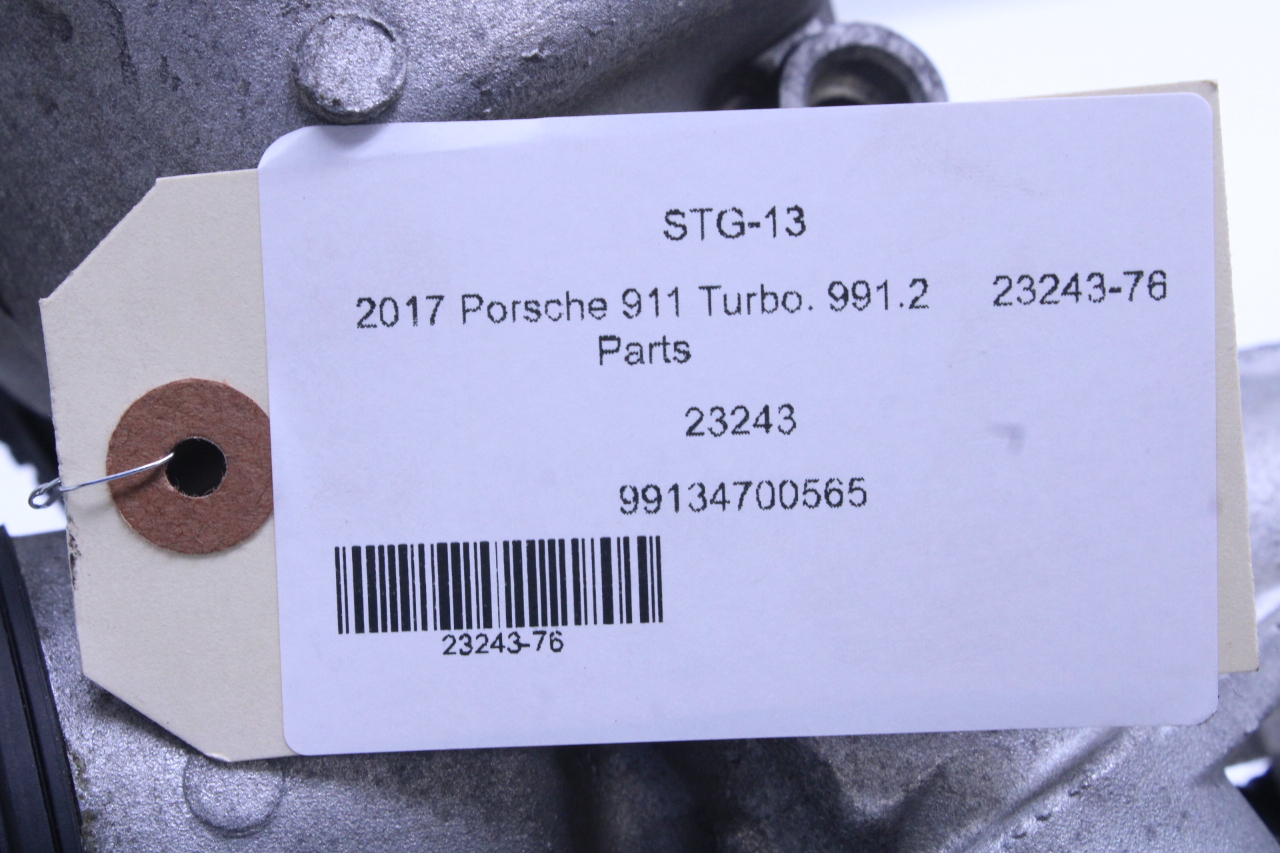 STG-13
2017 Porsche 911 Turbo. 991.2 23243-76
Parts
23243
99134700565
23243-76